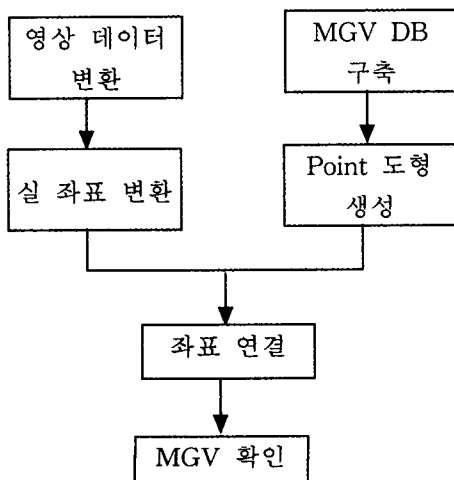 영상 데이터
변환
MGV DB
구축
실 좌표 변환
Point 도형
생성
좌표 연결
MGV 확인